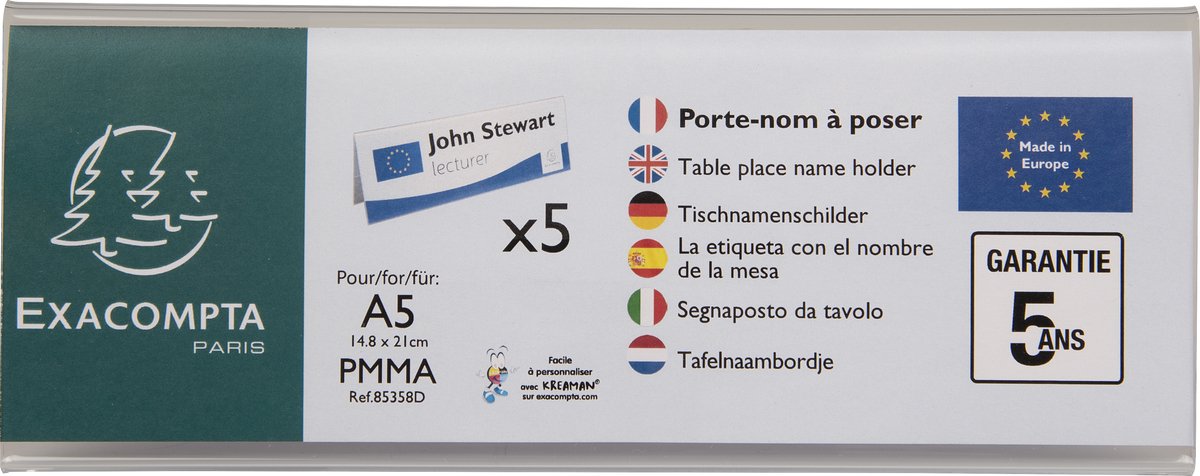 EXACOMPTA
PARIS
John Stewart
lecturer
x5
Pour/for/für:
A5
14.8 x 21cm
PMMA
Ref.85358D
Facile
à personnaliser
avec KREAMAN®
sur exacompta.com
Porte-nom à poser
Table place name holder
Tischnamenschilder
La etiqueta con el nombre
de la mesa
Segnaposto da tavolo
Tafelnaambordje
Made in
Europe
GARANTIE
5 ANS